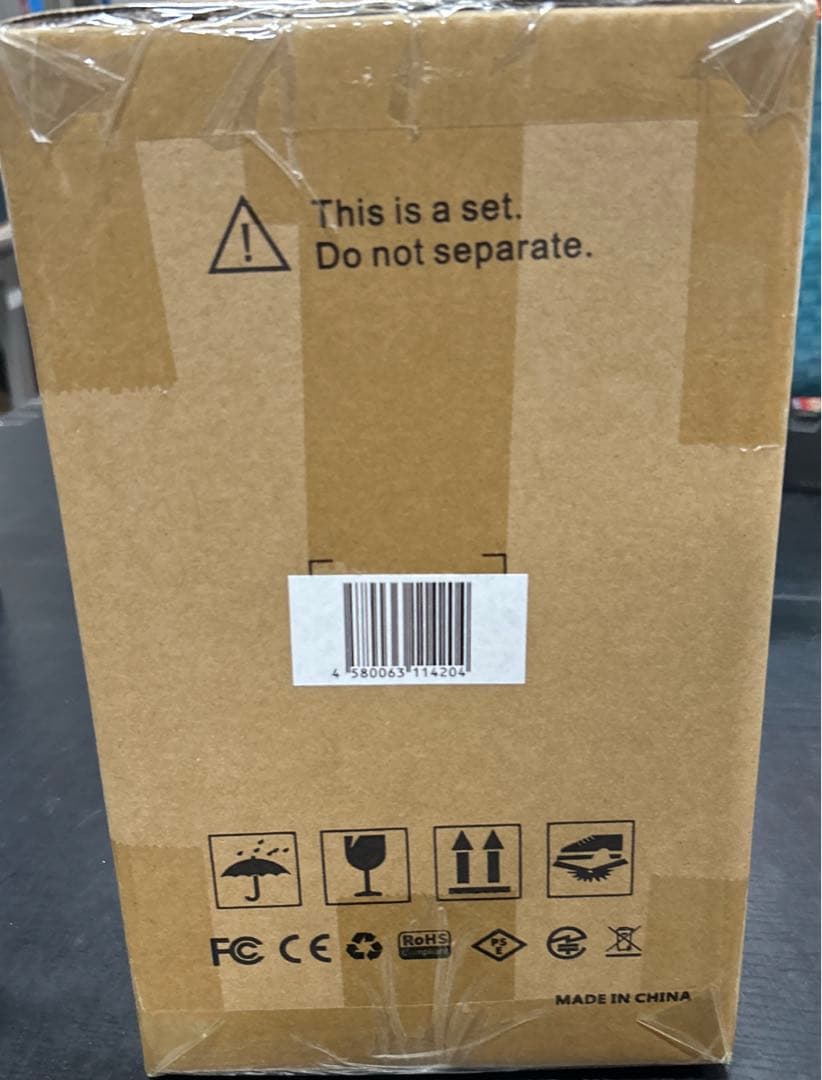 This is a set.
Do not separate.
4 580063 114204
FC CE RoHS PSE
MADE IN CHINA